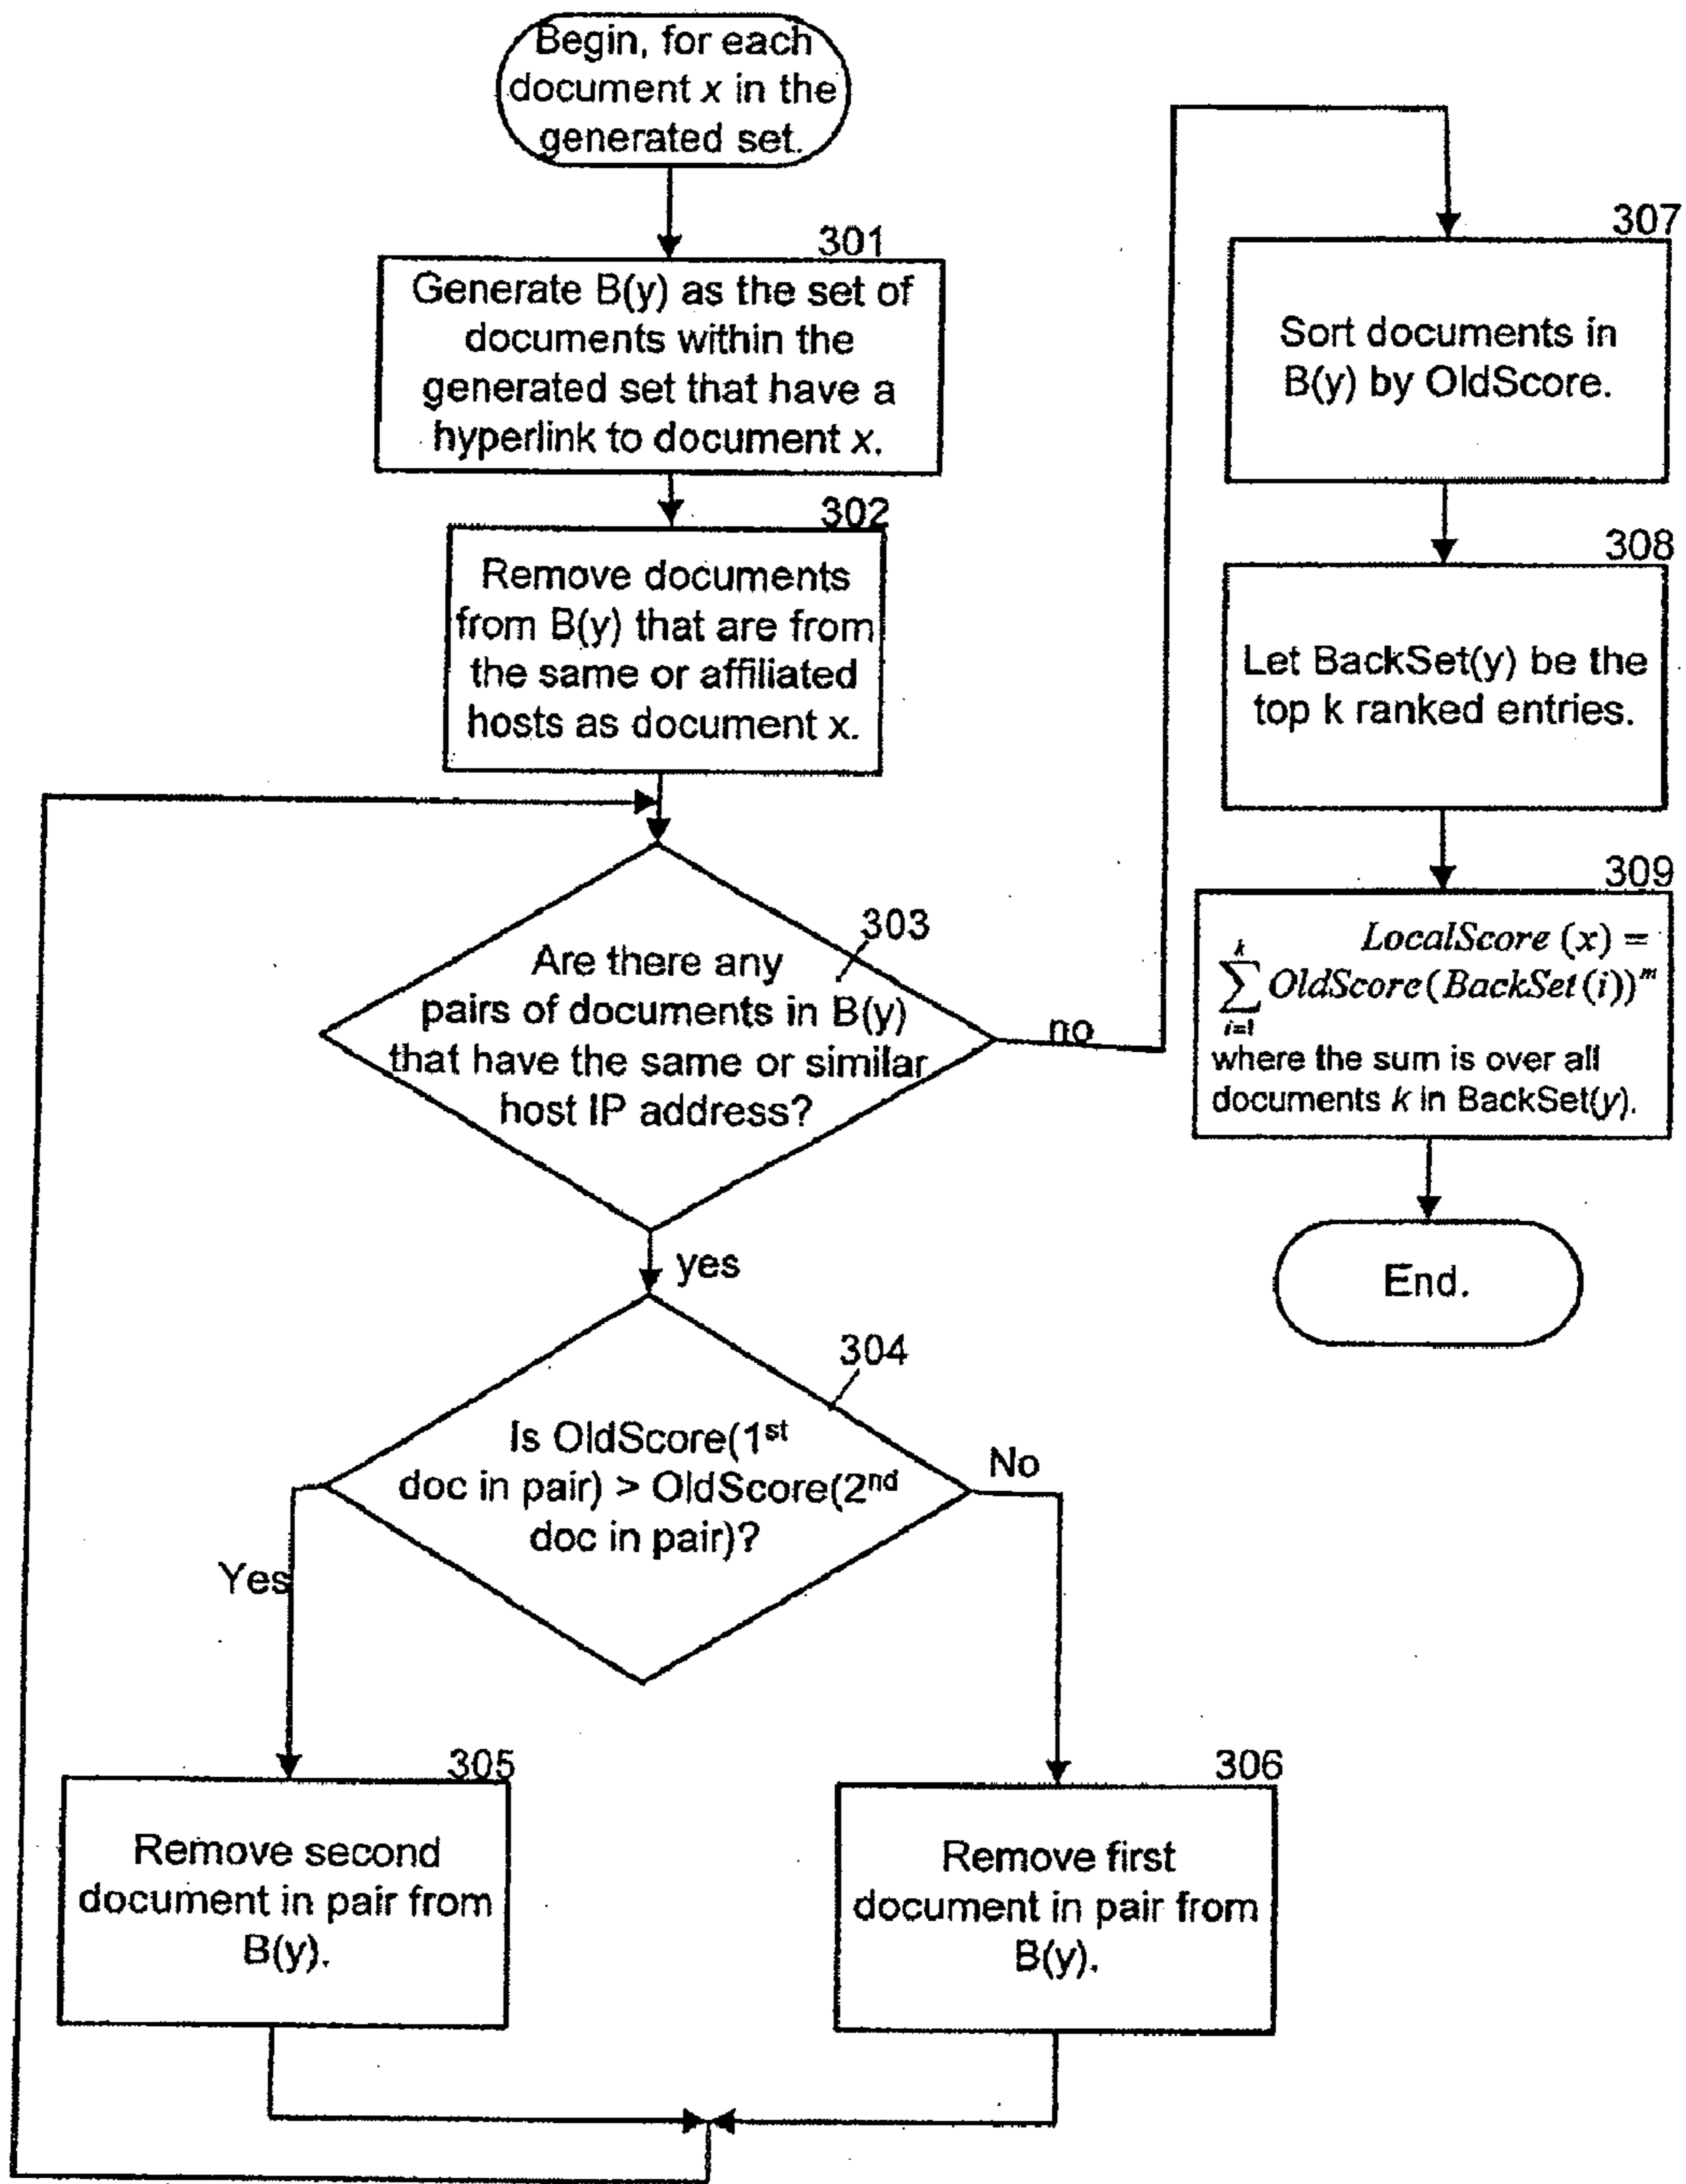 Begin, for each
document x in the
generated set.
301
Generate B(y) as the set of
documents within the
generated set that have a
hyperlink to document x.
302
Remove documents
from B(y) that are from
the same or affiliated
hosts as document x.
303
Are there any
pairs of documents in B(y)
that have the same or similar
host IP address?
no
yes
304
Is OldScore(1st
doc in pair) > OldScore(2nd
doc in pair)?
Yes
No
305
Remove second
document in pair from
B(y).
306
Remove first
document in pair from
B(y).
307
Sort documents in
B(y) by OldScore.
308
Let BackSet(y) be the
top k ranked entries.
309
LocalScore (x) =
k
∑ OldScore(BackSet(i))^m
i=1
where the sum is over all
documents k in BackSet(y).
End.